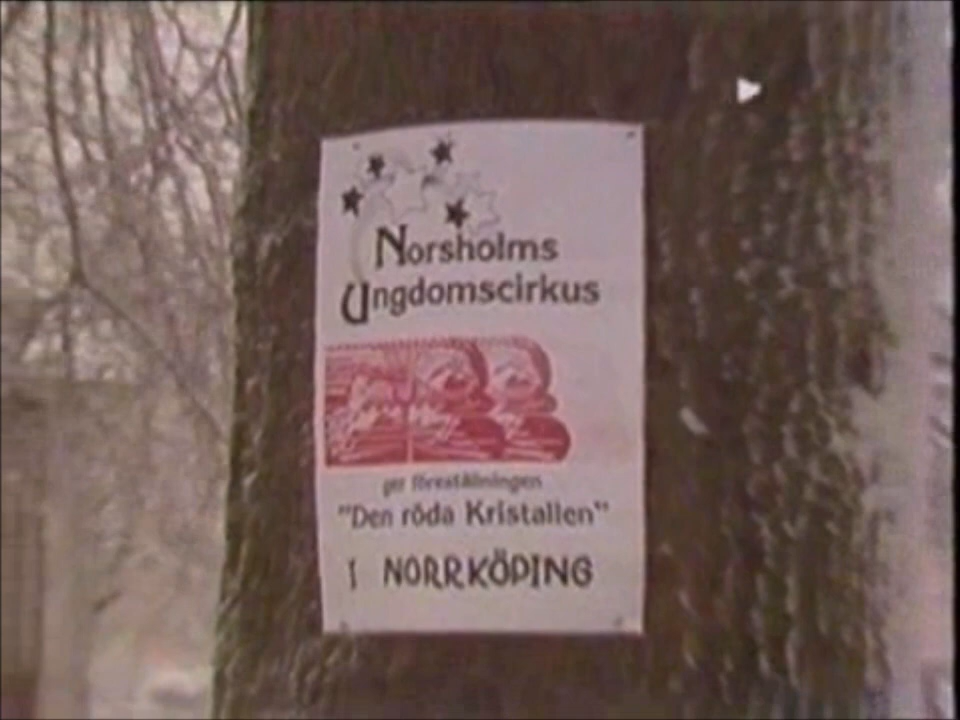 Norsholms
Ungdomscirkus
ger föreställningen
"Den röda Kristallen"
I NORRKÖPING